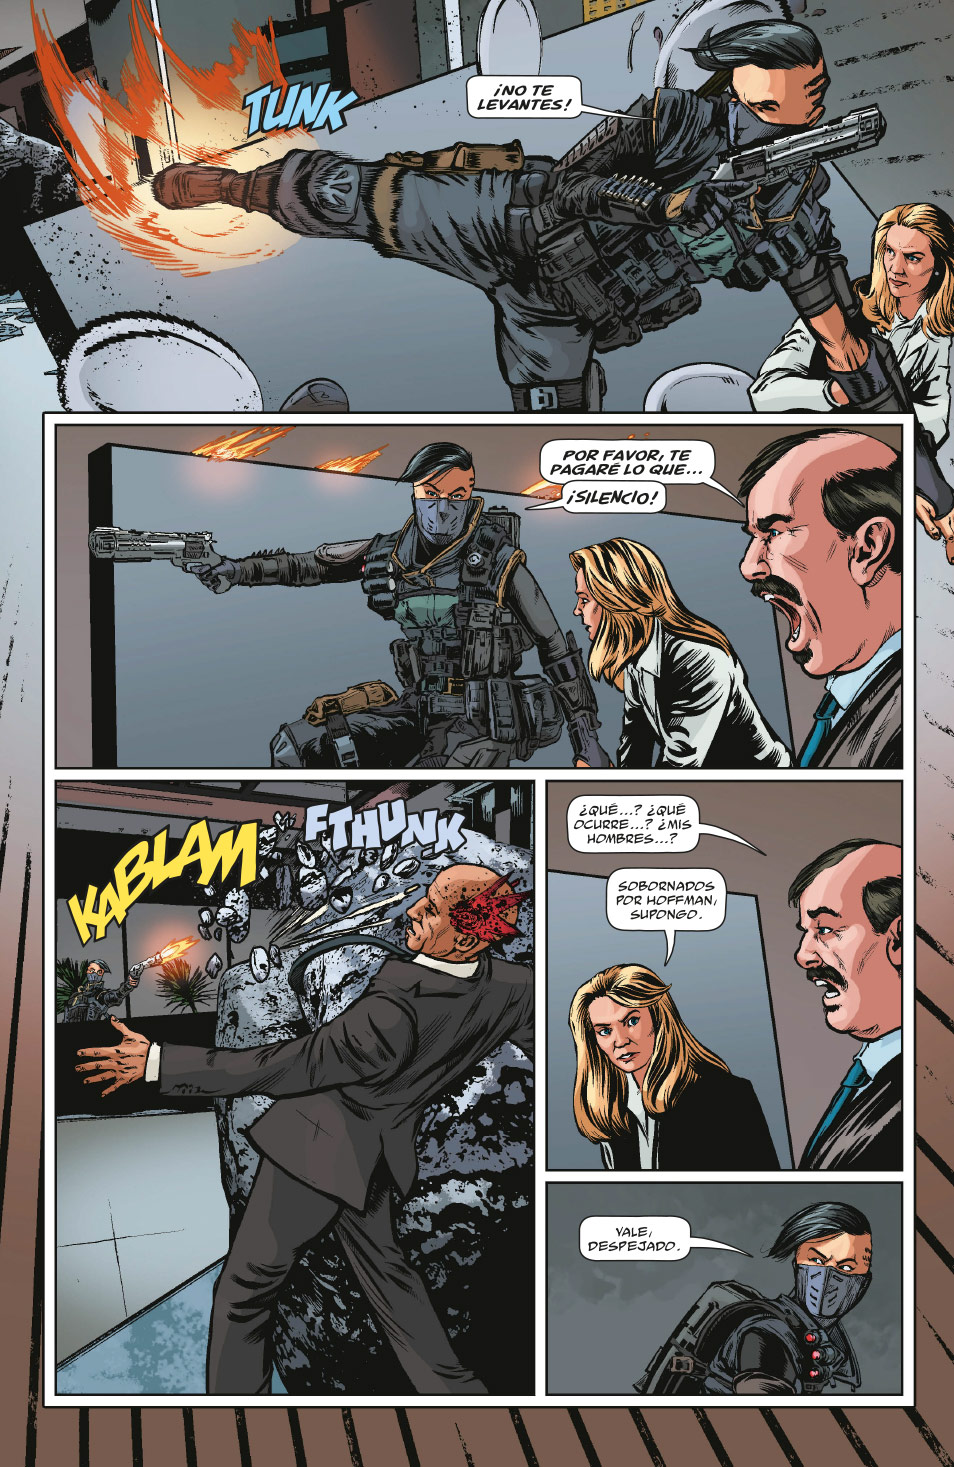 TUNK
¡NO TE
LEVANTES!
POR FAVOR, TE
PAGARÉ LO QUE...
¡SILENCIO!
KABLAM
FTHUNK
¿QUÉ...? ¿QUÉ
OCURRE...? ¿MIS
HOMBRES...?
SOBORNADOS
POR HOFFMAN,
SUPONGO.
VALE,
DESPEJADO.